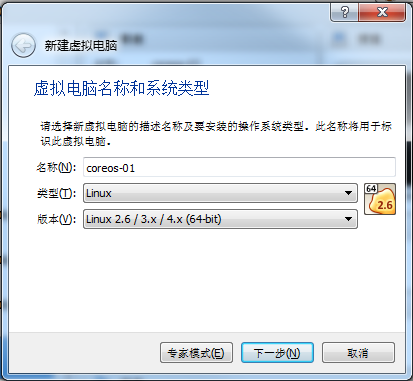 新建虚拟电脑
虚拟电脑名称和系统类型
请选择新虚拟电脑的描述名称及要安装的操作系统类型。此名称将用于标
识此虚拟电脑。
名称(N): coreos-01
类型(T): Linux
64
2.6
版本(V): Linux 2.6 / 3.x / 4.x (64-bit)
专家模式(E) 下一步(N) 取消